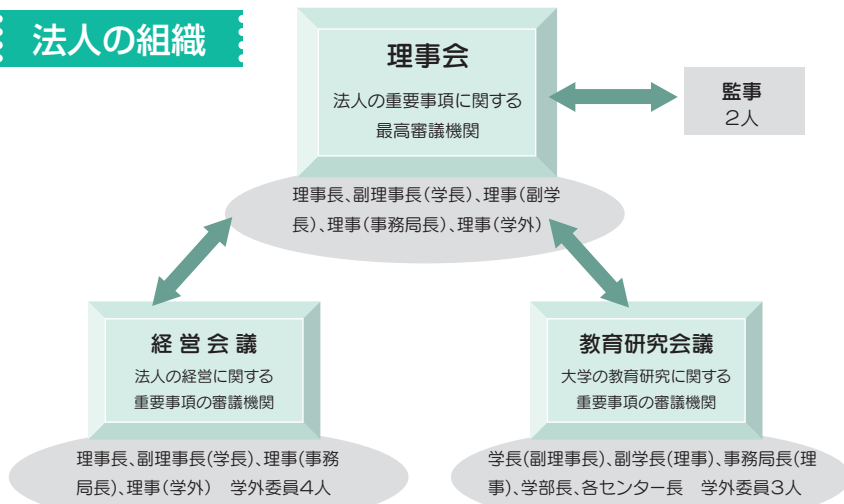 法人の組織
理事会
法人の重要事項に関する
最高審議機関
監事
2人
理事長、副理事長(学長)、理事(副学
長)、理事(事務局長)、理事(学外)
経営会議
法人の経営に関する
重要事項の審議機関
理事長、副理事長(学長)、理事(事務
局長)、理事(学外) 学外委員4人
教育研究会議
大学の教育研究に関する
重要事項の審議機関
学長(副理事長)、副学長(理事)、事務局長(理
事)、学部長、各センター長 学外委員3人